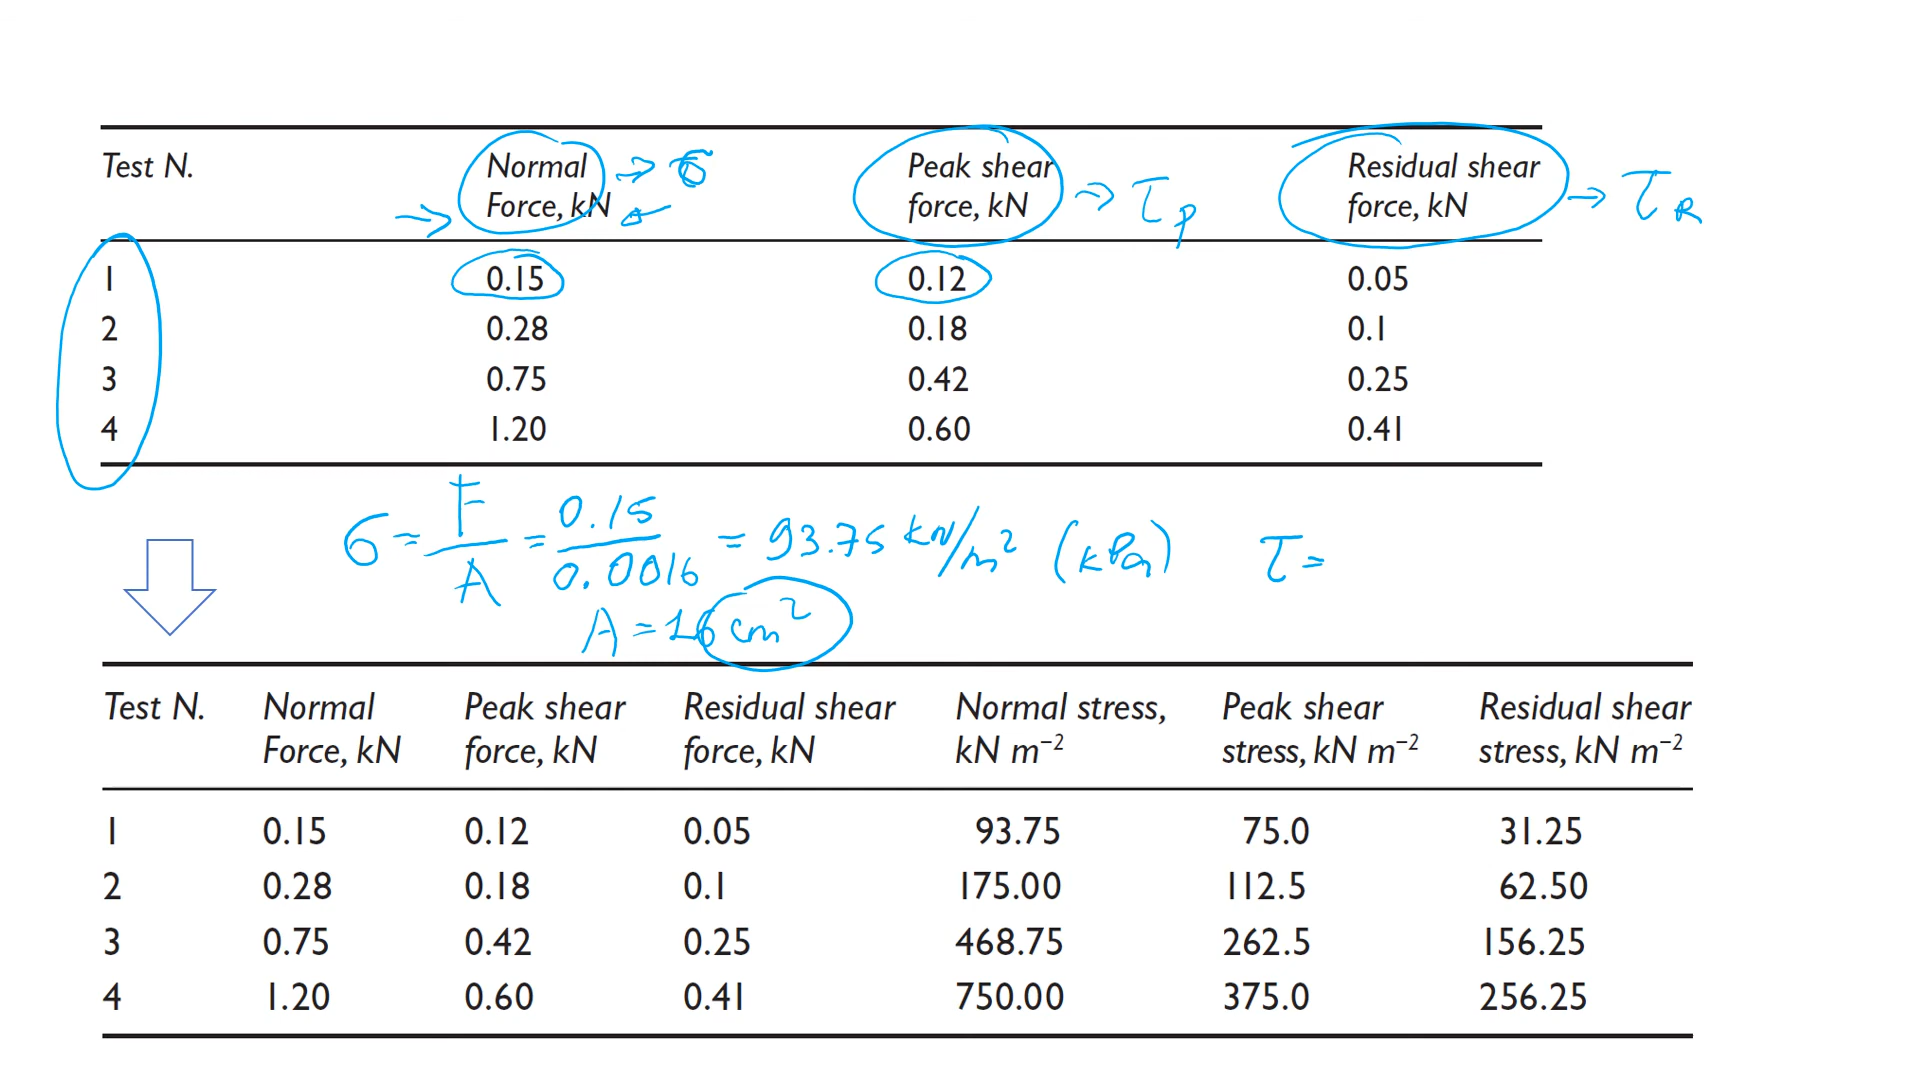 Test N. Normal Force, kN → σ Peak shear force, kN → τP Residual shear force, kN → τR
1 0.15 0.12 0.05
2 0.28 0.18 0.1
3 0.75 0.42 0.25
4 1.20 0.60 0.41
σ = F/A = 0.15/0.0016 = 93.75 kN/m² (kPa) τ =
A = 16 cm²
Test N. Normal Force, kN Peak shear force, kN Residual shear force, kN Normal stress, kN m⁻² Peak shear stress, kN m⁻² Residual shear stress, kN m⁻²
1 0.15 0.12 0.05 93.75 75.0 31.25
2 0.28 0.18 0.1 175.00 112.5 62.50
3 0.75 0.42 0.25 468.75 262.5 156.25
4 1.20 0.60 0.41 750.00 375.0 256.25